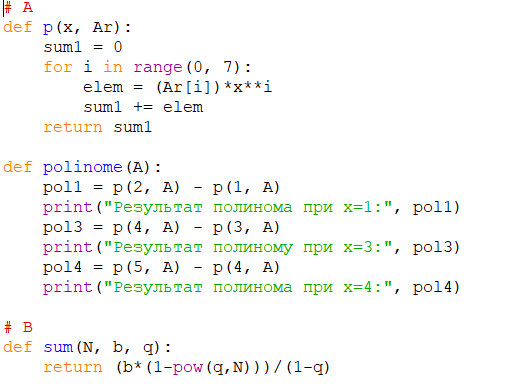 # A
def p(x, Ar):
    sum1 = 0
    for i in range(0, 7):
        elem = (Ar[i])*x**i
        sum1 += elem
    return sum1

def polinome(A):
    pol1 = p(2, A) - p(1, A)
    print("Результат полинома при x=1:", pol1)
    pol3 = p(4, A) - p(3, A)
    print("Результат полиному при x=3:", pol3)
    pol4 = p(5, A) - p(4, A)
    print("Результат полинома при x=4:", pol4)

# B
def sum(N, b, q):
    return (b*(1-pow(q,N)))/(1-q)